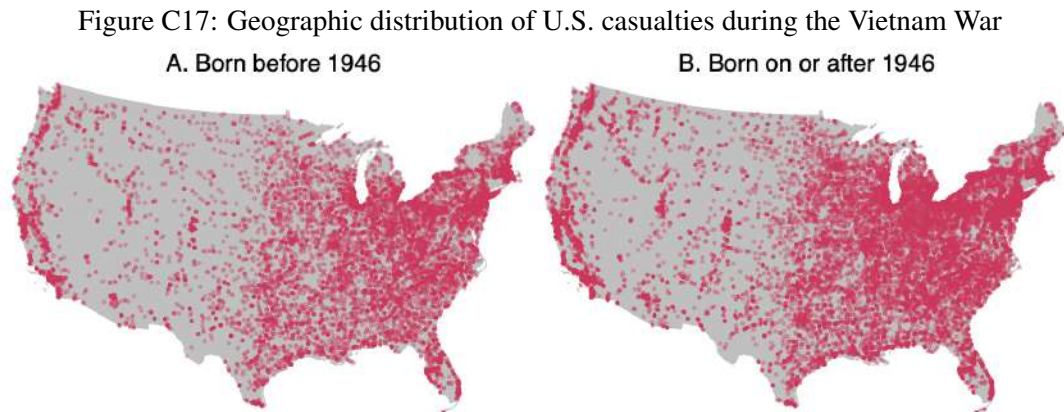 Figure C17: Geographic distribution of U.S. casualties during the Vietnam War
A. Born before 1946
B. Born on or after 1946